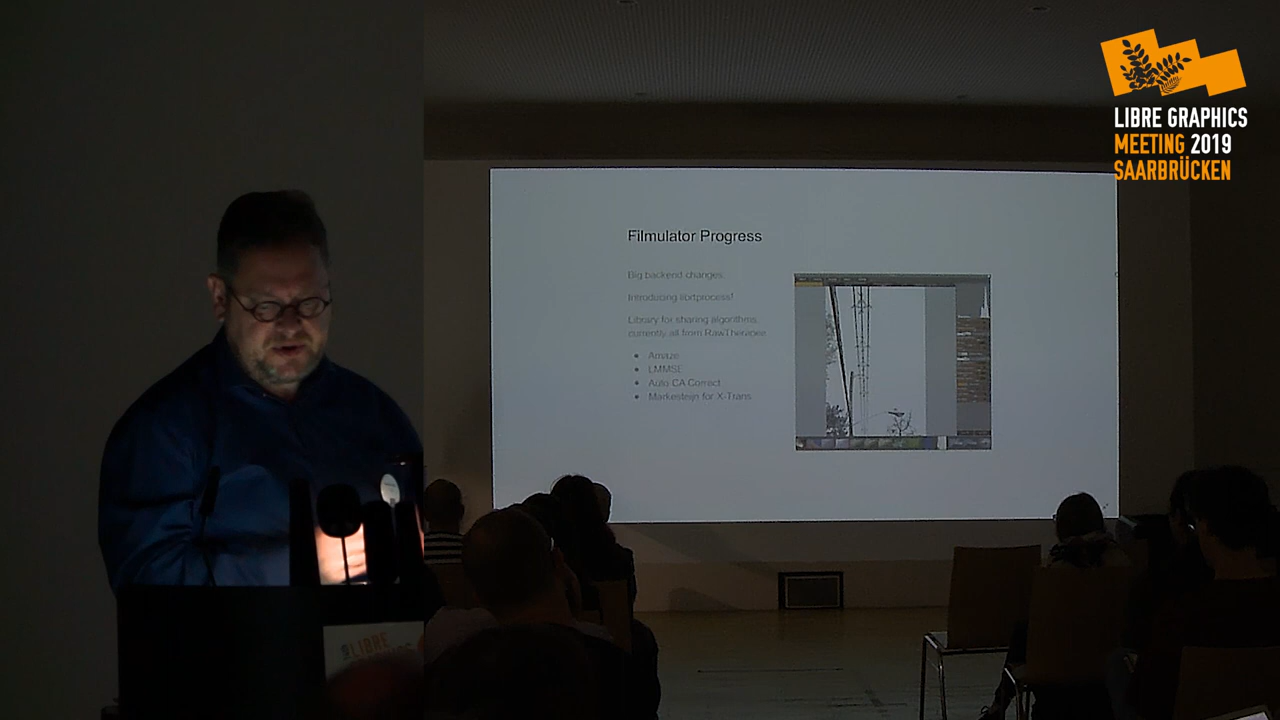 LIBRE GRAPHICS
MEETING 2019
SAARBRÜCKEN
Filmulator Progress
Big backend changes.
Introducing librtprocess!
Library for sharing algorithms,
currently all from RawTherapee
Amaze
LMMSE
Auto CA Correct
Markesteijn for X-Trans
LIBRE